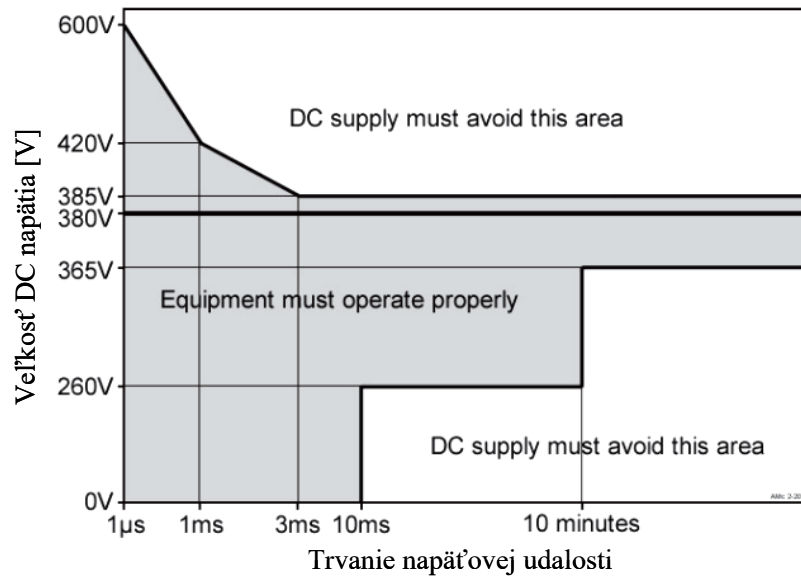 600V
DC supply must avoid this area
420V
385V
380V
365V
Equipment must operate properly
260V
DC supply must avoid this area
0V
1µs 1ms 3ms 10ms 10 minutes
Veľkosť DC napätia [V]
Trvanie napäťovej udalosti